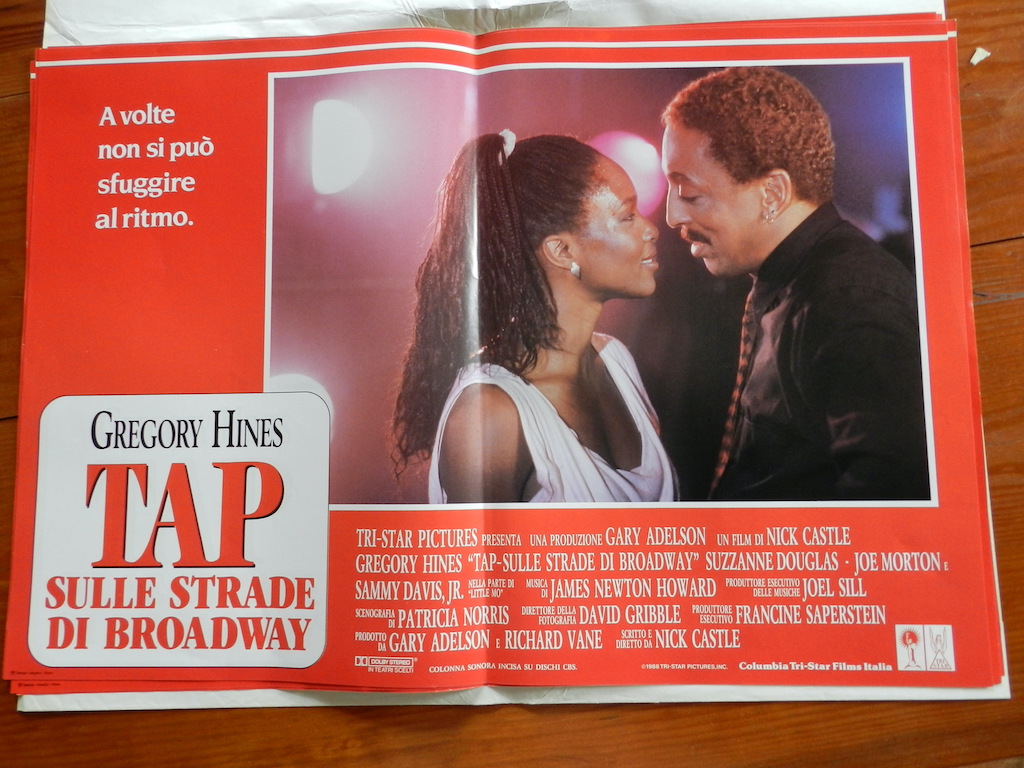 A volte
non si può
sfuggire
al ritmo.
GREGORY HINES
TAP
SULLE STRADE
DI BROADWAY
TRI-STAR PICTURES PRESENTA UNA PRODUZIONE GARY ADELSON UN FILM DI NICK CASTLE
GREGORY HINES "TAP-SULLE STRADE DI BROADWAY" SUZZANNE DOUGLAS - JOE MORTON E
SAMMY DAVIS, JR. NELLA PARTE DI "LITTLE MO" MUSICA DI JAMES NEWTON HOWARD PRODUTTORE ESECUTIVO DELLE MUSICHE JOEL SILL
SCENOGRAFIA DI PATRICIA NORRIS DIRETTORE DELLA FOTOGRAFIA DAVID GRIBBLE PRODUTTORE ESECUTIVO FRANCINE SAPERSTEIN
PRODOTTO DA GARY ADELSON E RICHARD VANE SCRITTO E DIRETTO DA NICK CASTLE
DOLBY STEREO IN TEATRI SCELTI COLONNA SONORA INCISA SU DISCHI CBS. ©1988 TRI-STAR PICTURES, INC. Columbia Tri-Star Films Italia